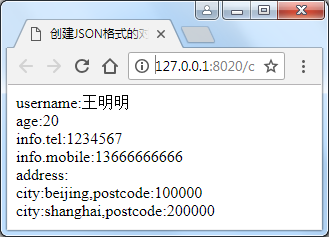 创建JSON格式的对
127.0.0.1:8020/c
username:王明明
age:20
info.tel:1234567
info.mobile:13666666666
address:
city:beijing,postcode:100000
city:shanghai,postcode:200000